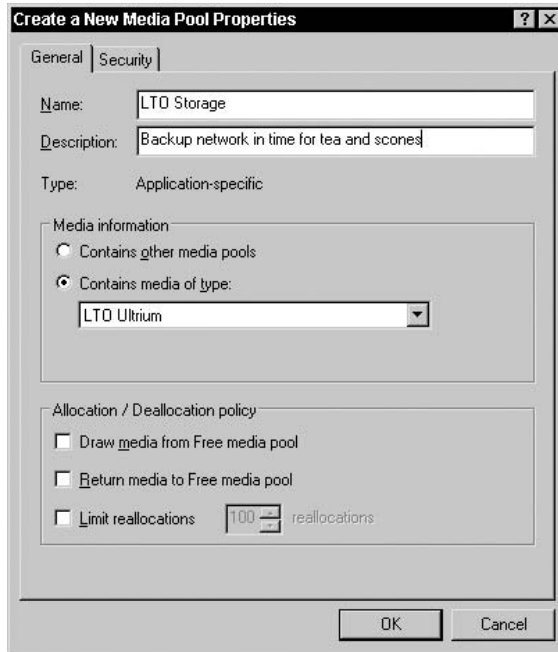 Create a New Media Pool Properties
General Security
Name: LTO Storage
Description: Backup network in time for tea and scones
Type: Application-specific
Media information
Contains other media pools
Contains media of type:
LTO Ultrium
Allocation / Deallocation policy
Draw media from Free media pool
Return media to Free media pool
Limit reallocations 100 reallocations
OK Cancel